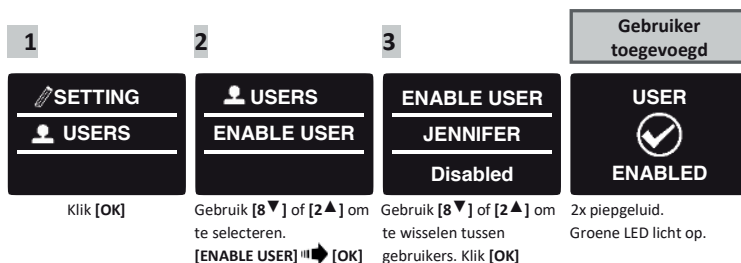 1
SETTING
USERS
Klik [OK]
2
USERS
ENABLE USER
Gebruik [8▼] of [2▲] om
te selecteren.
[ENABLE USER] ➠ [OK]
3
ENABLE USER
JENNIFER
Disabled
Gebruik [8▼] of [2▲] om
te wisselen tussen
gebruikers. Klik [OK]
Gebruiker
toegevoegd
USER
ENABLED
2x piepgeluid.
Groene LED licht op.